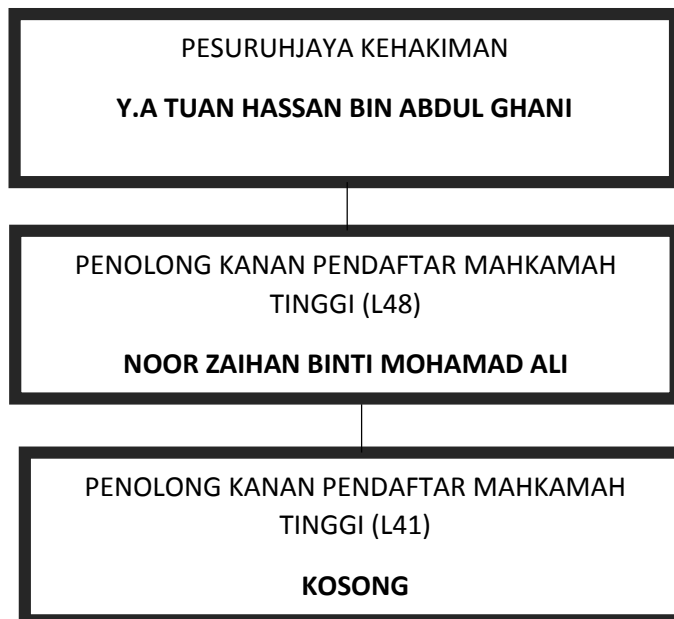 PESURUHJAYA KEHAKIMAN
Y.A TUAN HASSAN BIN ABDUL GHANI
PENOLONG KANAN PENDAFTAR MAHKAMAH
TINGGI (L48)
NOOR ZAIHAN BINTI MOHAMAD ALI
PENOLONG KANAN PENDAFTAR MAHKAMAH
TINGGI (L41)
KOSONG